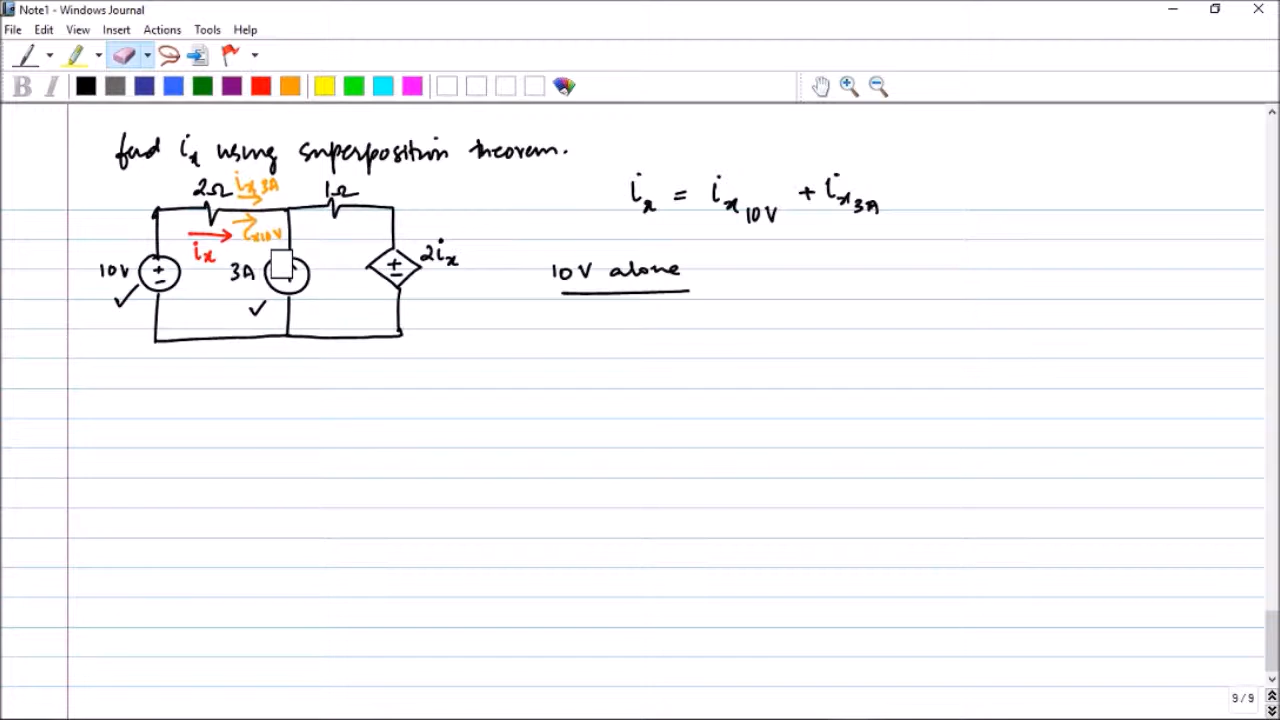 Note1 - Windows Journal
File Edit View Insert Actions Tools Help
B I
find ix using superposition theorem.
2Ω ix3A 1Ω
ix = ix10V + ix3A
ix10V
ix
10V + - 3A + - 2ix
10V alone
9 / 9